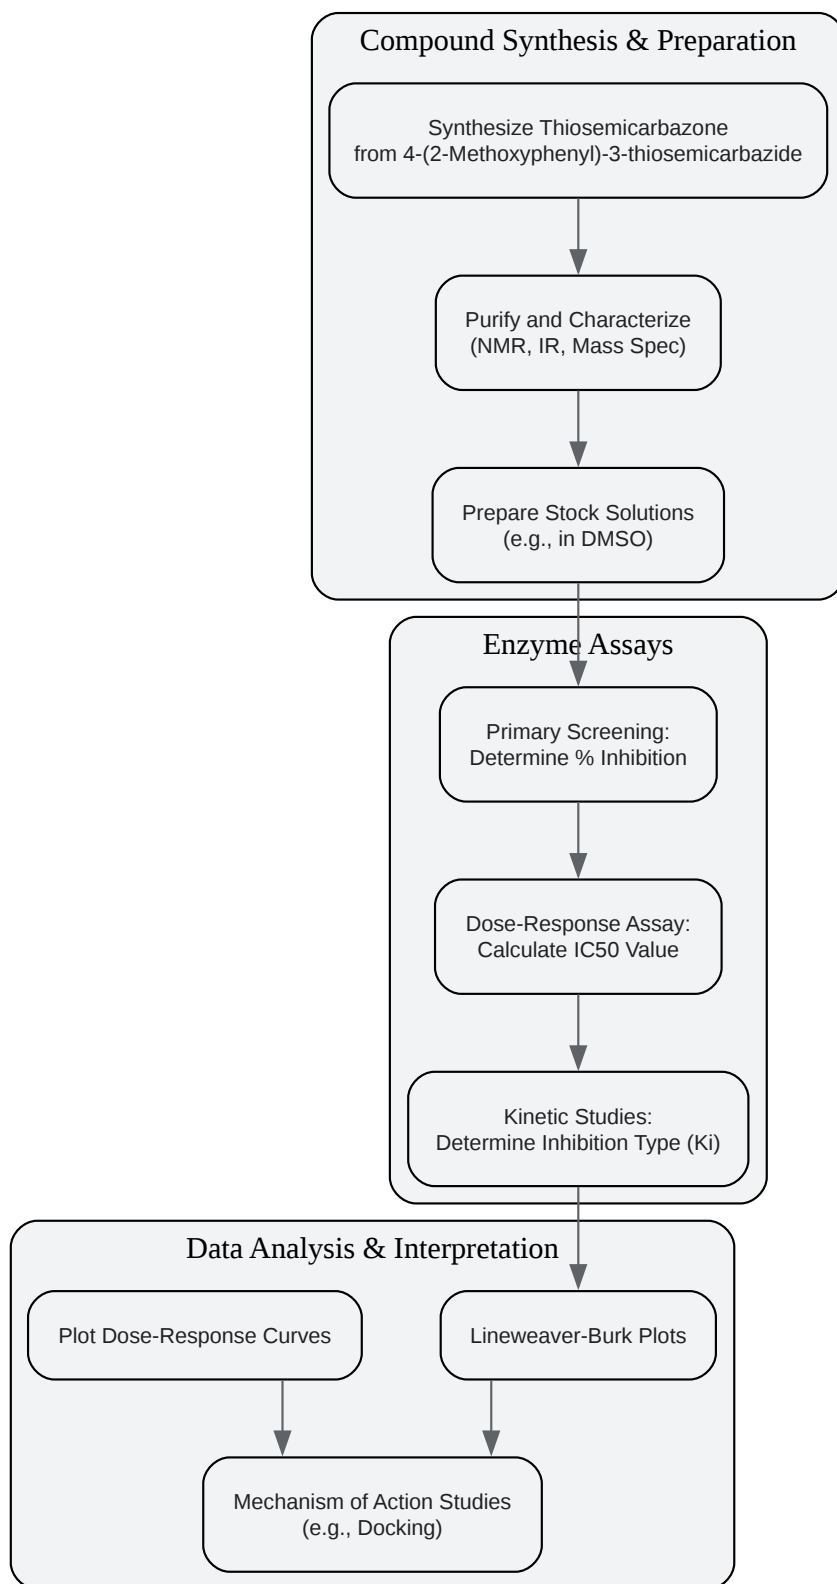 Compound Synthesis & Preparation
Synthesize Thiosemicarbazone
from 4-(2-Methoxyphenyl)-3-thiosemicarbazide
Purify and Characterize
(NMR, IR, Mass Spec)
Prepare Stock Solutions
(e.g., in DMSO)
Enzyme Assays
Primary Screening:
Determine % Inhibition
Dose-Response Assay:
Calculate IC50 Value
Kinetic Studies:
Determine Inhibition Type (Ki)
Data Analysis & Interpretation
Plot Dose-Response Curves
Lineweaver-Burk Plots
Mechanism of Action Studies
(e.g., Docking)